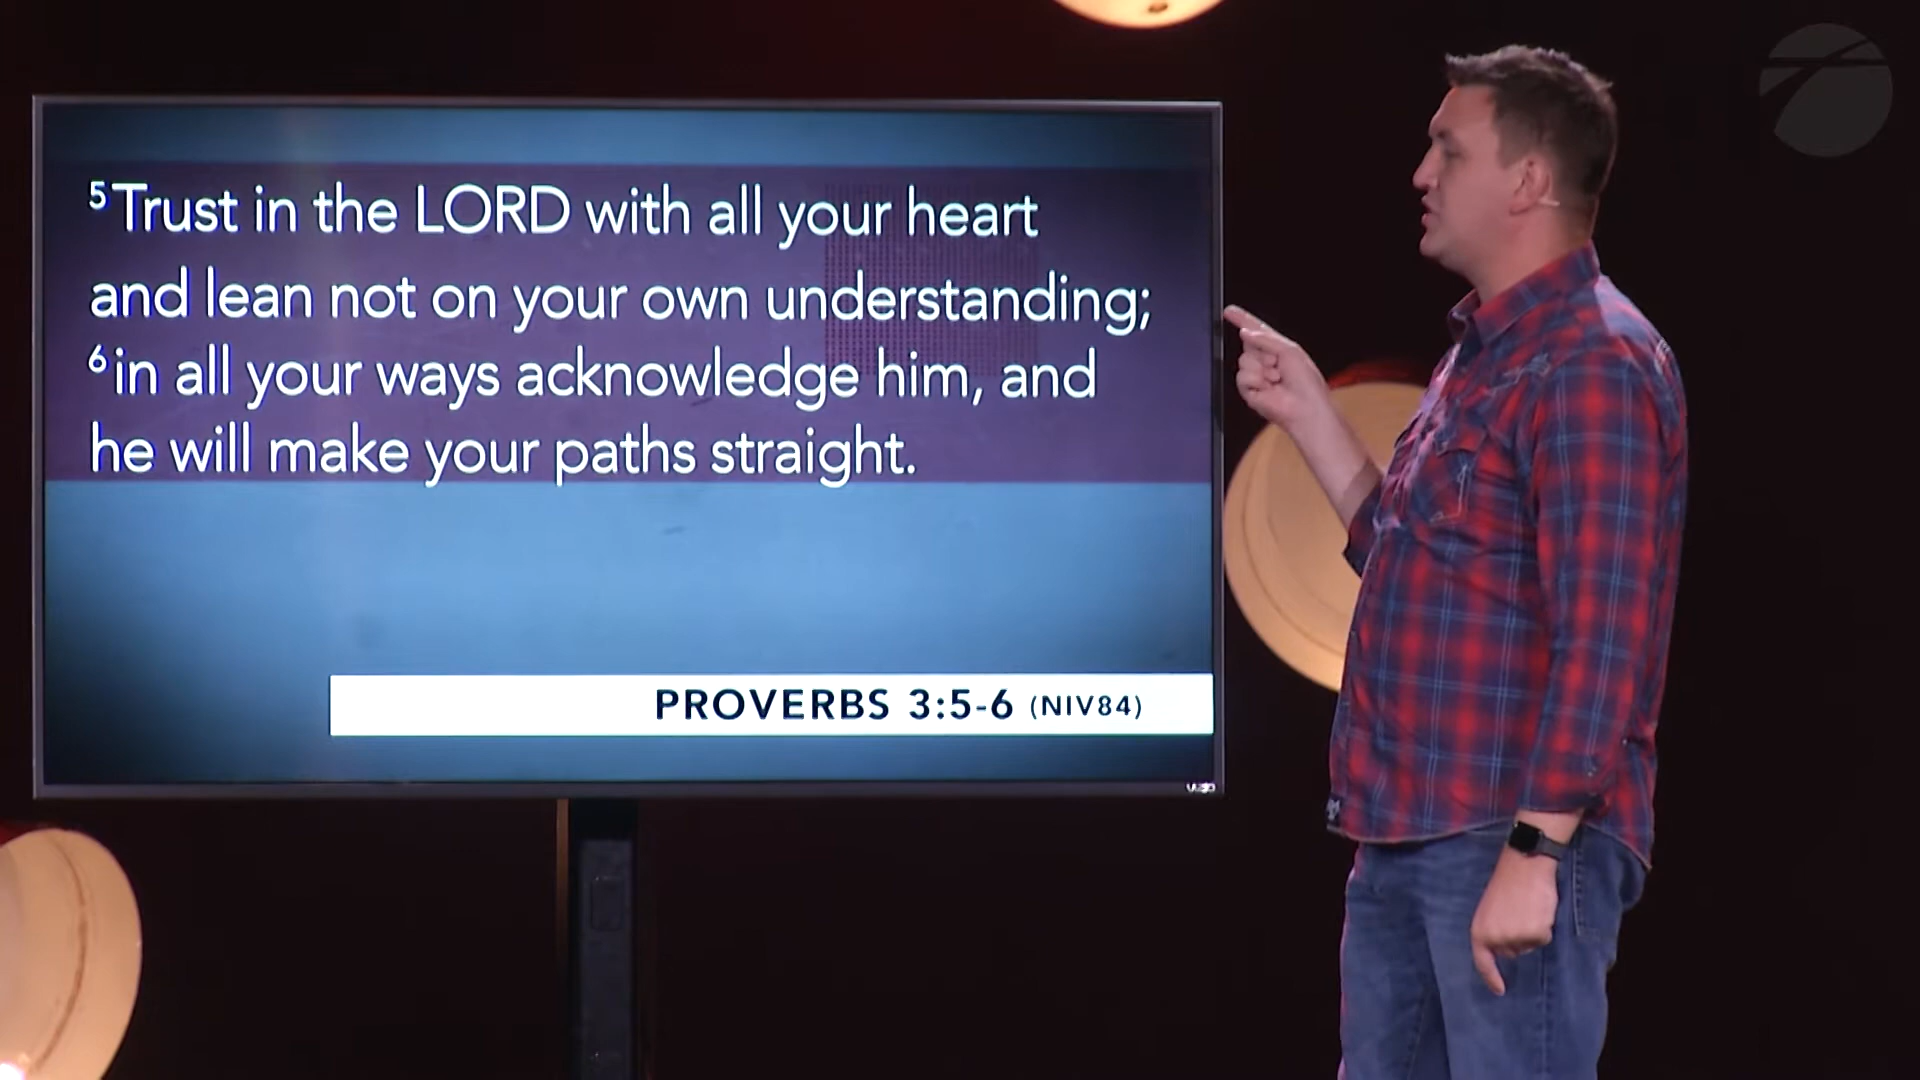 ⁵Trust in the LORD with all your heart
and lean not on your own understanding;
⁶in all your ways acknowledge him, and
he will make your paths straight.
PROVERBS 3:5-6 (NIV84)